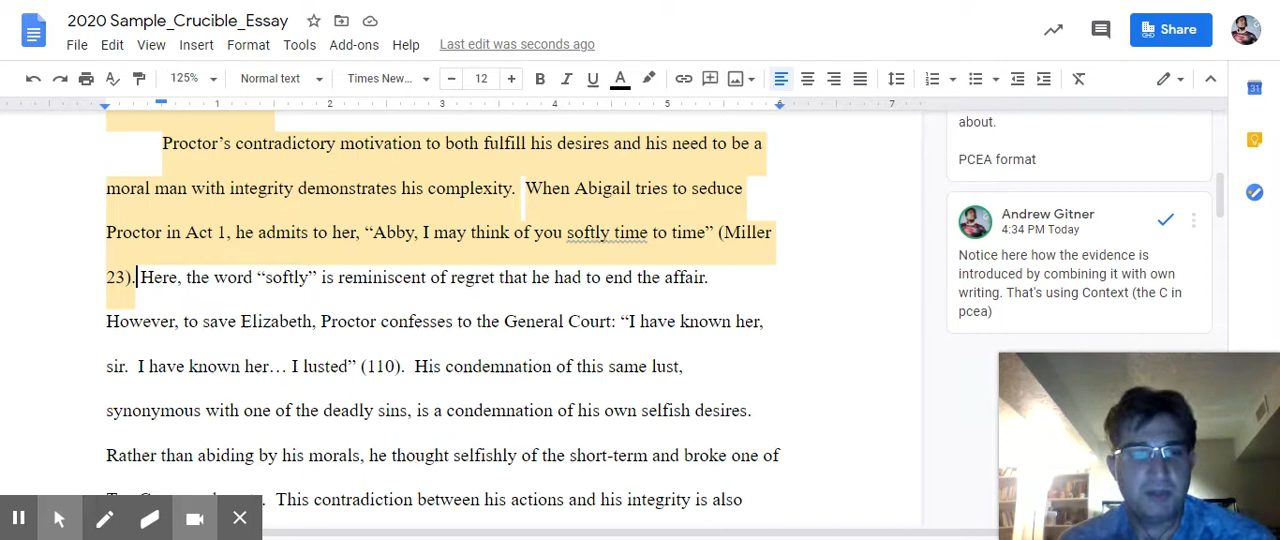 2020 Sample_Crucible_Essay
File Edit View Insert Format Tools Add-ons Help Last edit was seconds ago
Share
125% Normal text Times New... 12 B I U A
1 2 3 4 5 6 7
31
Proctor's contradictory motivation to both fulfill his desires and his need to be a
moral man with integrity demonstrates his complexity. When Abigail tries to seduce
Proctor in Act 1, he admits to her, “Abby, I may think of you softly time to time” (Miller
23). Here, the word “softly” is reminiscent of regret that he had to end the affair.
However, to save Elizabeth, Proctor confesses to the General Court: “I have known her,
sir. I have known her… I lusted” (110). His condemnation of this same lust,
synonymous with one of the deadly sins, is a condemnation of his own selfish desires.
Rather than abiding by his morals, he thought selfishly of the short-term and broke one of
This contradiction between his actions and his integrity is also
about.
PCEA format
Andrew Gitner
4:34 PM Today
Notice here how the evidence is
introduced by combining it with own
writing. That's using Context (the C in
pcea)